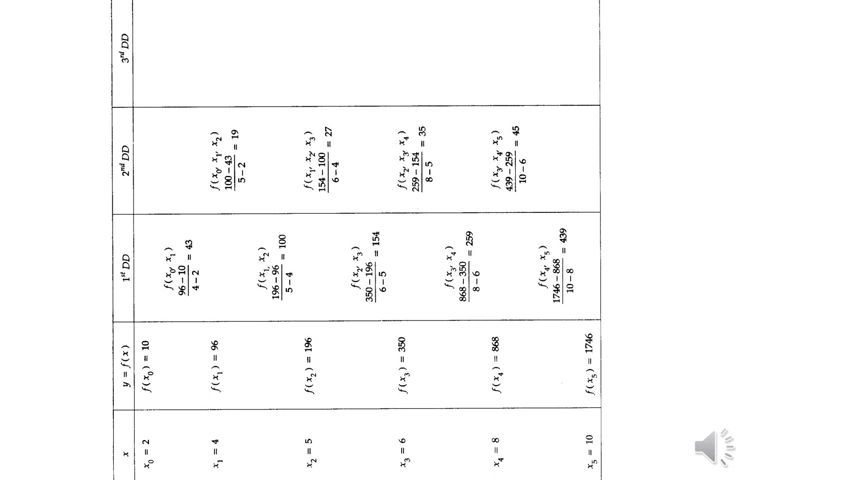 x y = f(x) 1st DD 2nd DD 3rd DD
x₀ = 2 f(x₀) = 10
f(x₀, x₁)
96 – 10
———— = 43
4 – 2
x₁ = 4 f(x₁) = 96 f(x₀, x₁, x₂)
100 – 43
———— = 19
5 – 2
f(x₁, x₂)
196 – 96
———— = 100
5 – 4
x₂ = 5 f(x₂) = 196 f(x₁, x₂, x₃)
154 – 100
———— = 27
6 – 4
f(x₂, x₃)
350 – 196
———— = 154
6 – 5
x₃ = 6 f(x₃) = 350 f(x₂, x₃, x₄)
259 – 154
———— = 35
8 – 5
f(x₃, x₄)
868 – 350
———— = 259
8 – 6
x₄ = 8 f(x₄) = 868 f(x₃, x₄, x₅)
439 – 259
———— = 45
10 – 6
f(x₄, x₅)
1746 – 868
———— = 439
10 – 8
x₅ = 10 f(x₅) = 1746